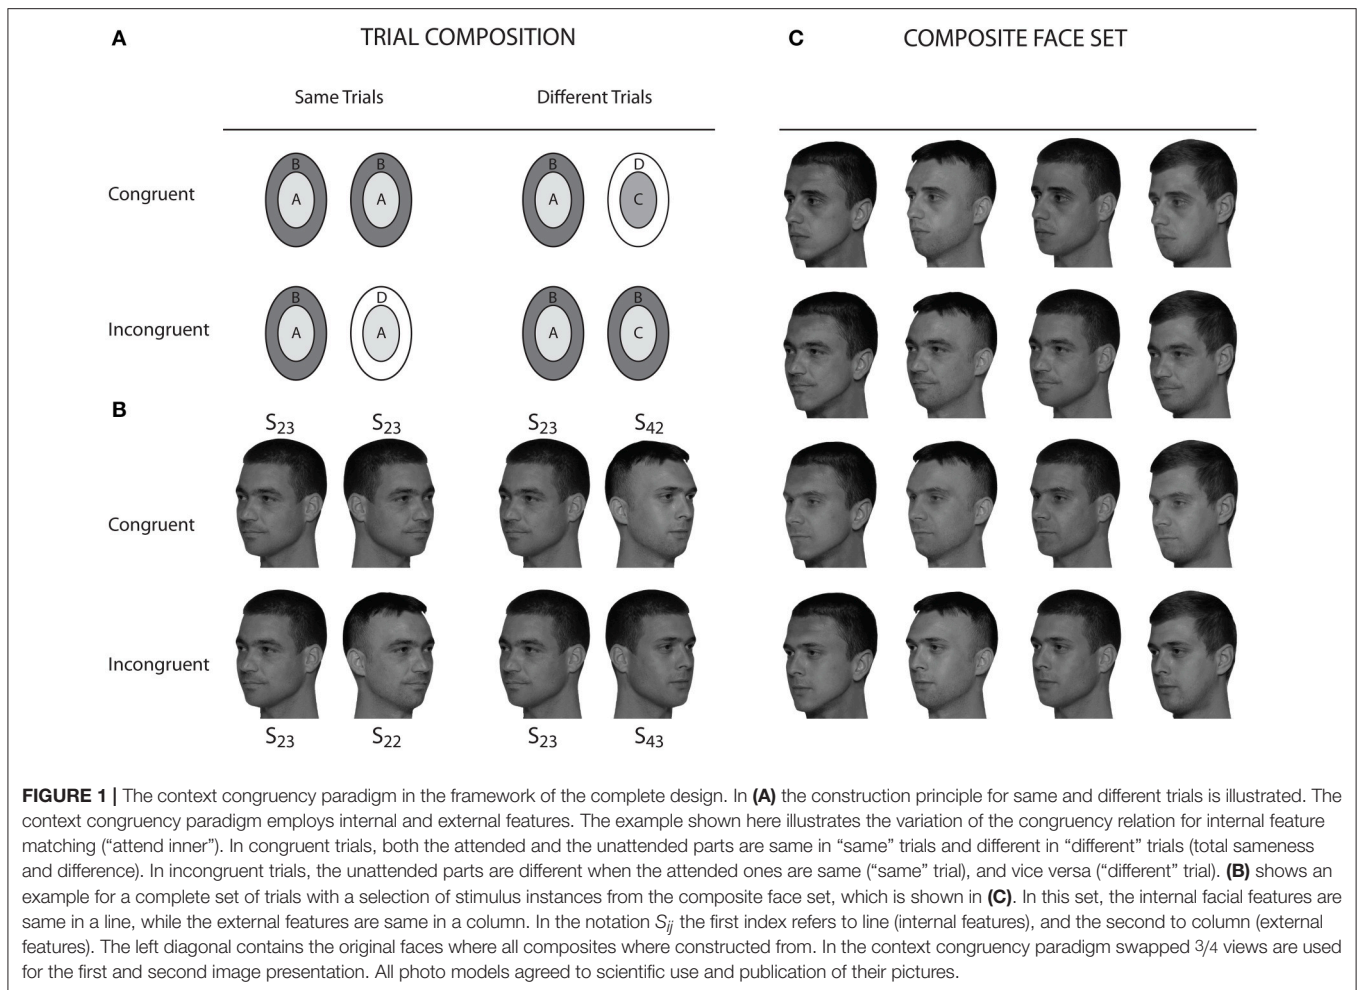 A
TRIAL COMPOSITION
Same Trials
Different Trials
Congruent
B
A
B
A
B
A
D
C
Incongruent
B
A
D
A
B
A
B
C
B
S23
S23
S23
S42
Congruent
Incongruent
S23
S22
S23
S43
C
COMPOSITE FACE SET
FIGURE 1 | The context congruency paradigm in the framework of the complete design. In (A) the construction principle for same and different trials is illustrated. The
context congruency paradigm employs internal and external features. The example shown here illustrates the variation of the congruency relation for internal feature
matching (“attend inner”). In congruent trials, both the attended and the unattended parts are same in “same” trials and different in “different” trials (total sameness
and difference). In incongruent trials, the unattended parts are different when the attended ones are same (“same” trial), and vice versa (“different” trial). (B) shows an
example for a complete set of trials with a selection of stimulus instances from the composite face set, which is shown in (C). In this set, the internal facial features are
same in a line, while the external features are same in a column. In the notation Sij the first index refers to line (internal features), and the second to column (external
features). The left diagonal contains the original faces where all composites where constructed from. In the context congruency paradigm swapped 3/4 views are used
for the first and second image presentation. All photo models agreed to scientific use and publication of their pictures.